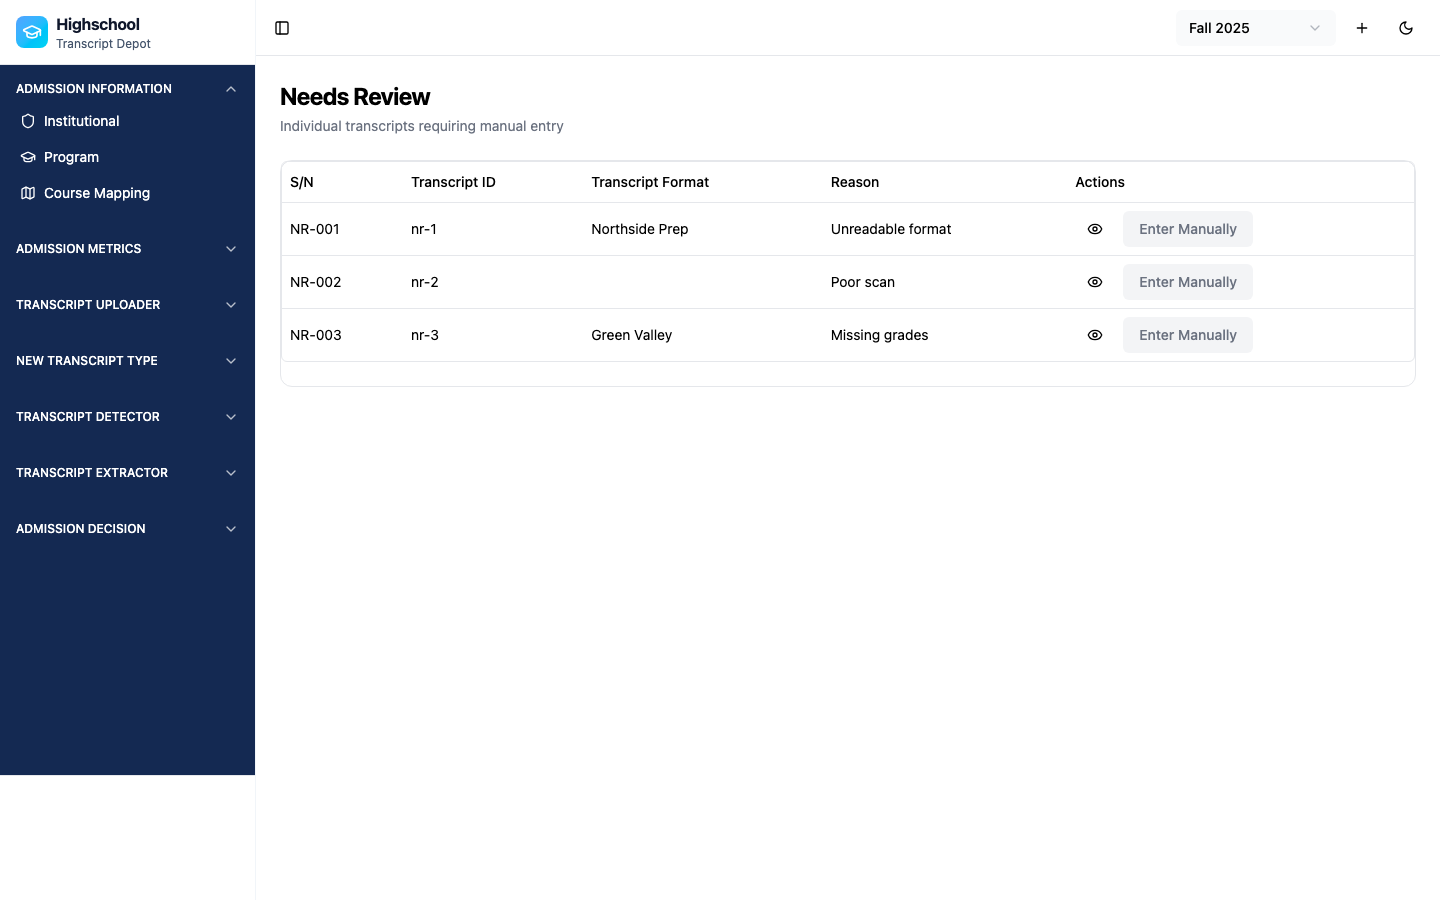 Highschool
Transcript Depot
Fall 2025
ADMISSION INFORMATION
Institutional
Program
Course Mapping
ADMISSION METRICS
TRANSCRIPT UPLOADER
NEW TRANSCRIPT TYPE
TRANSCRIPT DETECTOR
TRANSCRIPT EXTRACTOR
ADMISSION DECISION
Needs Review
Individual transcripts requiring manual entry
S/N Transcript ID Transcript Format Reason Actions
NR-001 nr-1 Northside Prep Unreadable format Enter Manually
NR-002 nr-2 Poor scan Enter Manually
NR-003 nr-3 Green Valley Missing grades Enter Manually